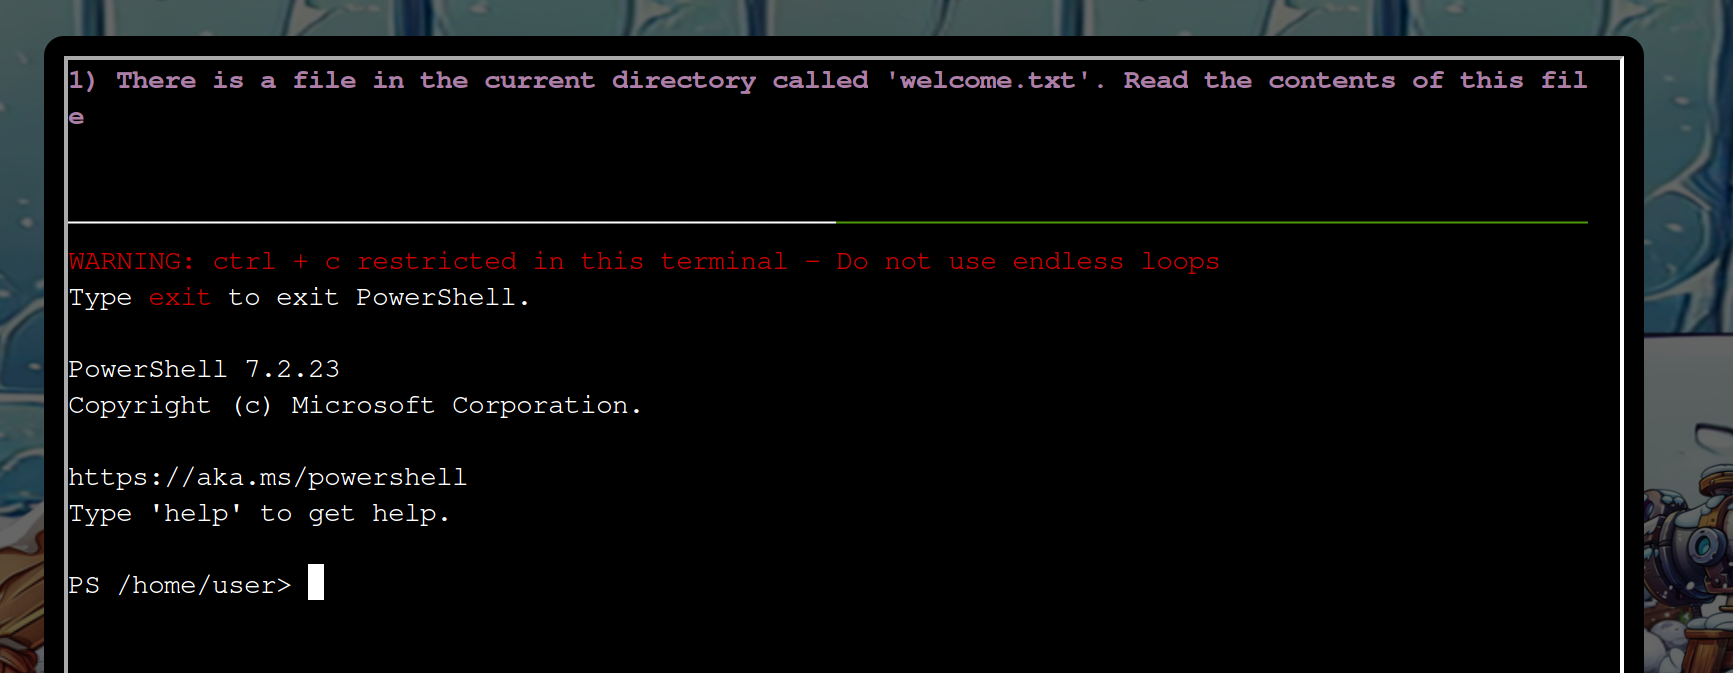 1) There is a file in the current directory called 'welcome.txt'. Read the contents of this fil
e
WARNING: ctrl + c restricted in this terminal - Do not use endless loops
Type exit to exit PowerShell.
PowerShell 7.2.23
Copyright (c) Microsoft Corporation.
https://aka.ms/powershell
Type 'help' to get help.
PS /home/user>